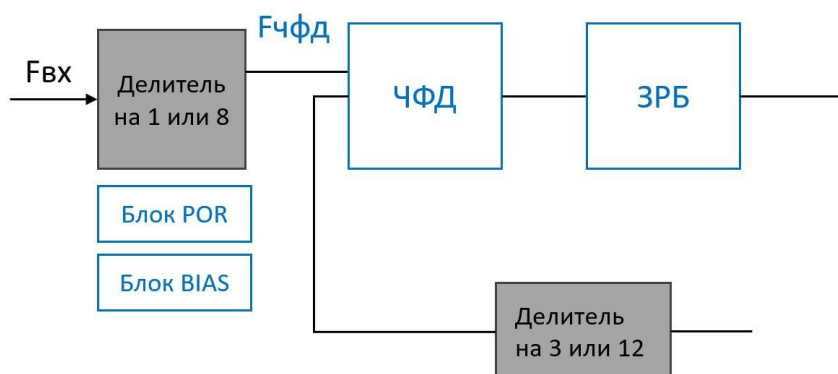 Fчфд
Fвх
Делитель
на 1 или 8
ЧФД
ЗРБ
Блок POR
Блок BIAS
Делитель
на 3 или 12